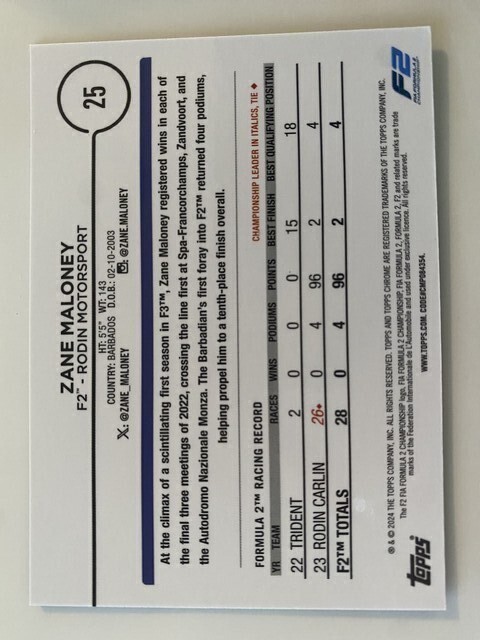 25
ZANE MALONEY
F2™ - RODIN MOTORSPORT
HT: 5'5" WT: 143
COUNTRY: BARBADOS D.O.B.: 02-10-2003
X: @ZANE_MALONEY @ZANE.MALONEY
At the climax of a scintillating first season in F3™, Zane Maloney registered wins in each of
the final three meetings of 2022, crossing the line first at Spa-Francorchamps, Zandvoort, and
the Autodromo Nazionale Monza. The Barbadian's first foray into F2™ returned four podiums,
helping propel him to a tenth-place finish overall.
FORMULA 2™ RACING RECORD CHAMPIONSHIP LEADER IN ITALICS, TIE ♦
YR TEAM RACES WINS PODIUMS POINTS BEST FINISH BEST QUALIFYING POSITION
22 TRIDENT 2 0 0 0 15 18
23 RODIN CARLIN 26♦ 0 4 96 2 4
F2™ TOTALS 28 0 4 96 2 4
topps
® & © 2024 THE TOPPS COMPANY, INC. ALL RIGHTS RESERVED. TOPPS AND TOPPS CHROME ARE REGISTERED TRADEMARKS OF THE TOPPS COMPANY, INC.
The F2 FIA FORMULA 2 CHAMPIONSHIP logo, FIA FORMULA 2 CHAMPIONSHIP, FIA FORMULA 2, FORMULA 2, F2 and related marks are trade
marks of the Federation Internationale de L'Automobile and used under exclusive licence. All rights reserved.
WWW.TOPPS.COM. CODE#CMP084354.
F2
FIA FORMULA 2
CHAMPIONSHIP